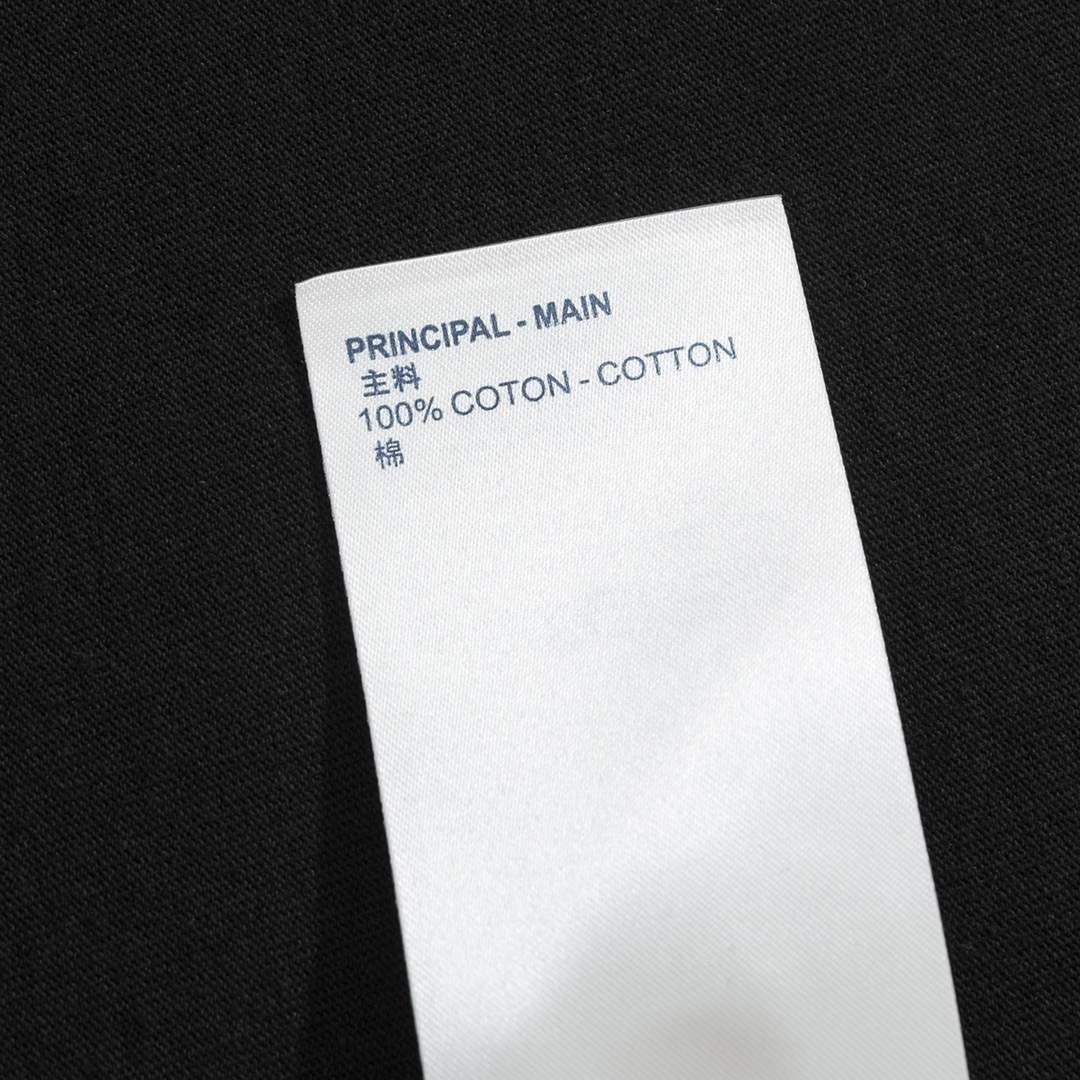 PRINCIPAL - MAIN
主料
100% COTON - COTTON
棉